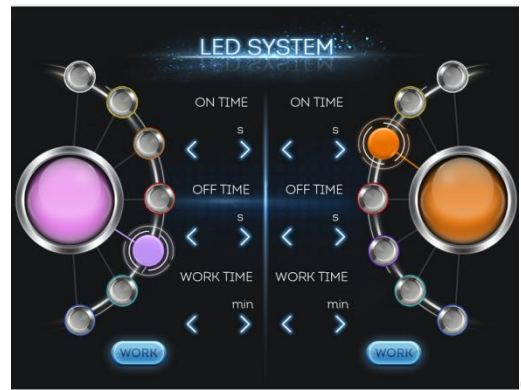 LED SYSTEM
ON TIME ON TIME
s s
OFF TIME OFF TIME
s s
WORK TIME WORK TIME
min min
WORK WORK